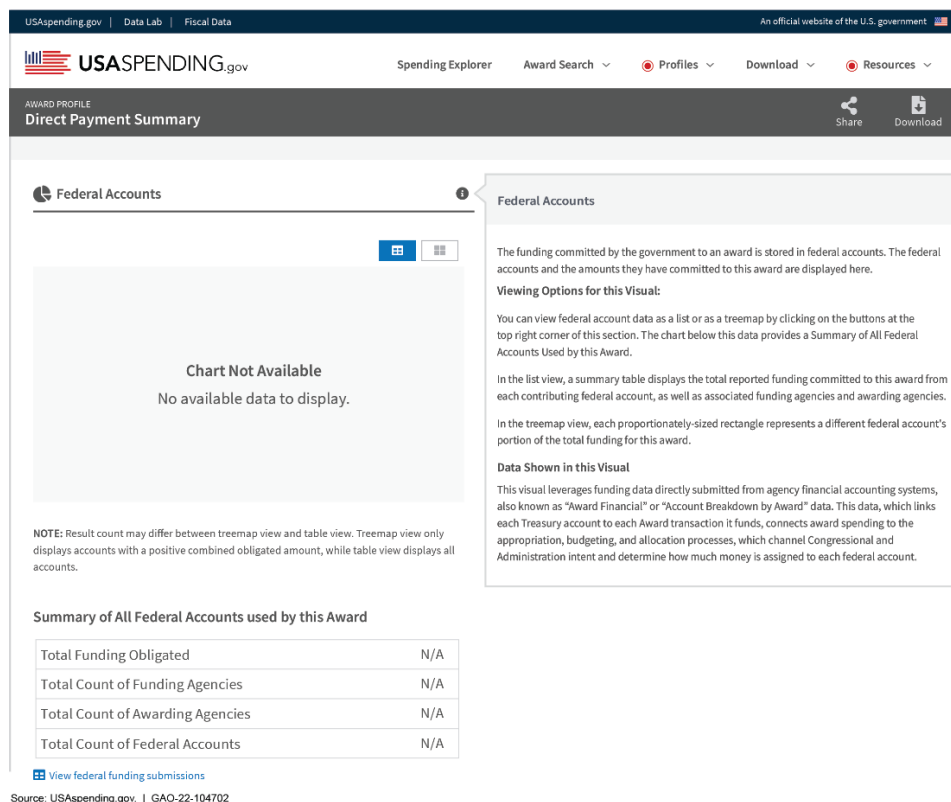 USAspending.gov | Data Lab | Fiscal Data
An official website of the U.S. government
USASPENDING.gov
Spending Explorer
Award Search
Profiles
Download
Resources
AWARD PROFILE
Direct Payment Summary
Share
Download
Federal Accounts
Chart Not Available
No available data to display.
NOTE: Result count may differ between treemap view and table view. Treemap view only
displays accounts with a positive combined obligated amount, while table view displays all
accounts.
Summary of All Federal Accounts used by this Award
Total Funding Obligated N/A
Total Count of Funding Agencies N/A
Total Count of Awarding Agencies N/A
Total Count of Federal Accounts N/A
View federal funding submissions
Federal Accounts
The funding committed by the government to an award is stored in federal accounts. The federal
accounts and the amounts they have committed to this award are displayed here.
Viewing Options for this Visual:
You can view federal account data as a list or as a treemap by clicking on the buttons at the
top right corner of this section. The chart below this data provides a Summary of All Federal
Accounts Used by this Award.
In the list view, a summary table displays the total reported funding committed to this award from
each contributing federal account, as well as associated funding agencies and awarding agencies.
In the treemap view, each proportionately-sized rectangle represents a different federal account's
portion of the total funding for this award.
Data Shown in this Visual
This visual leverages funding data directly submitted from agency financial accounting systems,
also known as “Award Financial” or “Account Breakdown by Award” data. This data, which links
each Treasury account to each Award transaction it funds, connects award spending to the
appropriation, budgeting, and allocation processes, which channel Congressional and
Administration intent and determine how much money is assigned to each federal account.
Source: USAspending.gov. | GAO-22-104702